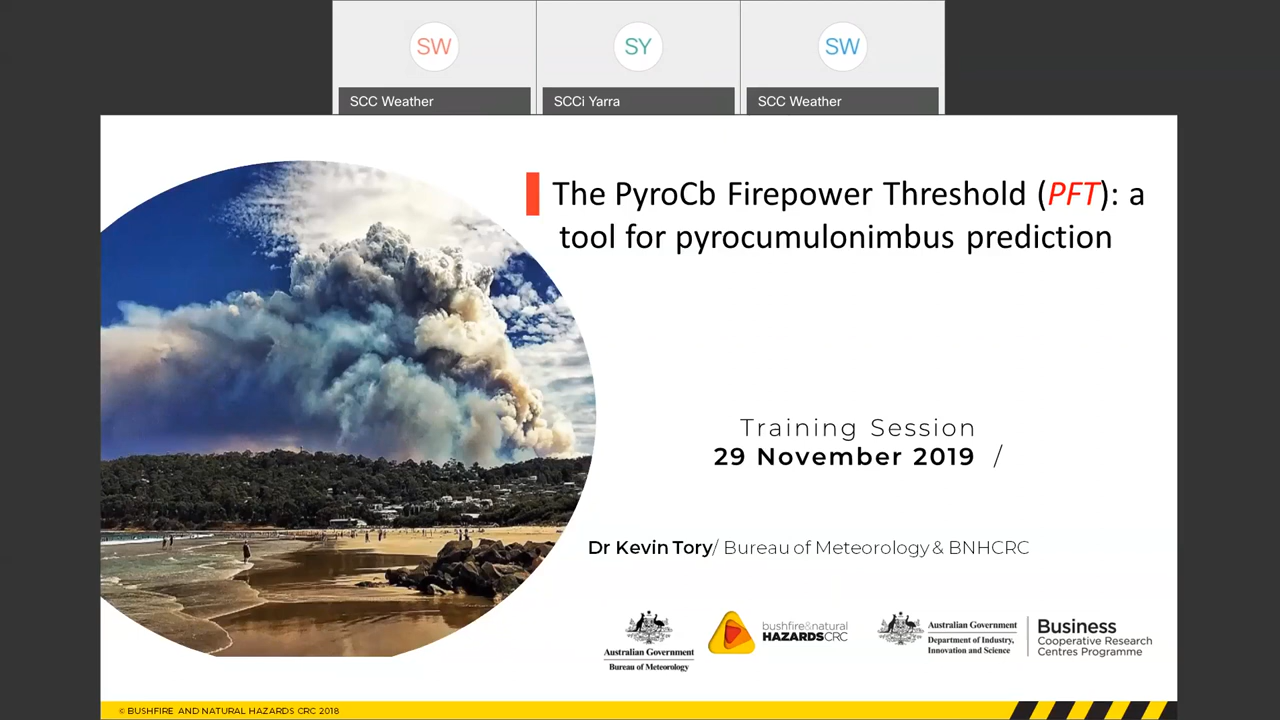 SW
SY
SW
SCC Weather
SCCi Yarra
SCC Weather
The PyroCb Firepower Threshold (PFT): a
tool for pyrocumulonimbus prediction
Training Session
29 November 2019 /
Dr Kevin Tory/ Bureau of Meteorology & BNHCRC
Australian Government
Bureau of Meteorology
bushfire&natural
HAZARDSCRC
Australian Government
Department of Industry,
Innovation and Science
Business
Cooperative Research
Centres Programme
© BUSHFIRE AND NATURAL HAZARDS CRC 2018